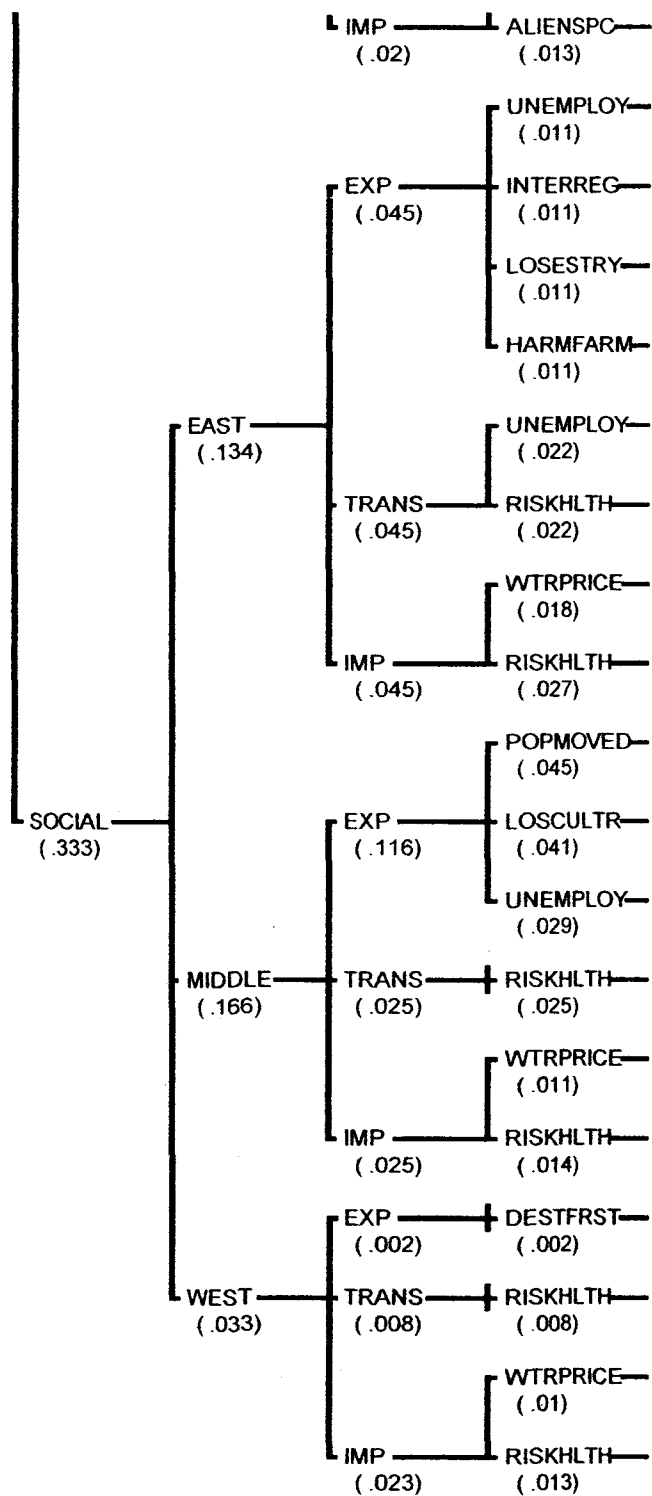 IMP ALIENSPC
( .02) ( .013)
UNEMPLOY
( .011)
EXP INTERREG
( .045) ( .011)
LOSESTRY
( .011)
HARMFARM
( .011)
EAST UNEMPLOY
( .134) ( .022)
TRANS RISKHLTH
( .045) ( .022)
WTRPRICE
( .018)
IMP RISKHLTH
( .045) ( .027)
POPMOVED
( .045)
SOCIAL EXP LOSCULTR
( .333) ( .116) ( .041)
UNEMPLOY
( .029)
MIDDLE TRANS RISKHLTH
( .166) ( .025) ( .025)
WTRPRICE
( .011)
IMP RISKHLTH
( .025) ( .014)
EXP DESTFRST
( .002) ( .002)
WEST TRANS RISKHLTH
( .033) ( .008) ( .008)
WTRPRICE
( .01)
IMP RISKHLTH
( .023) ( .013)